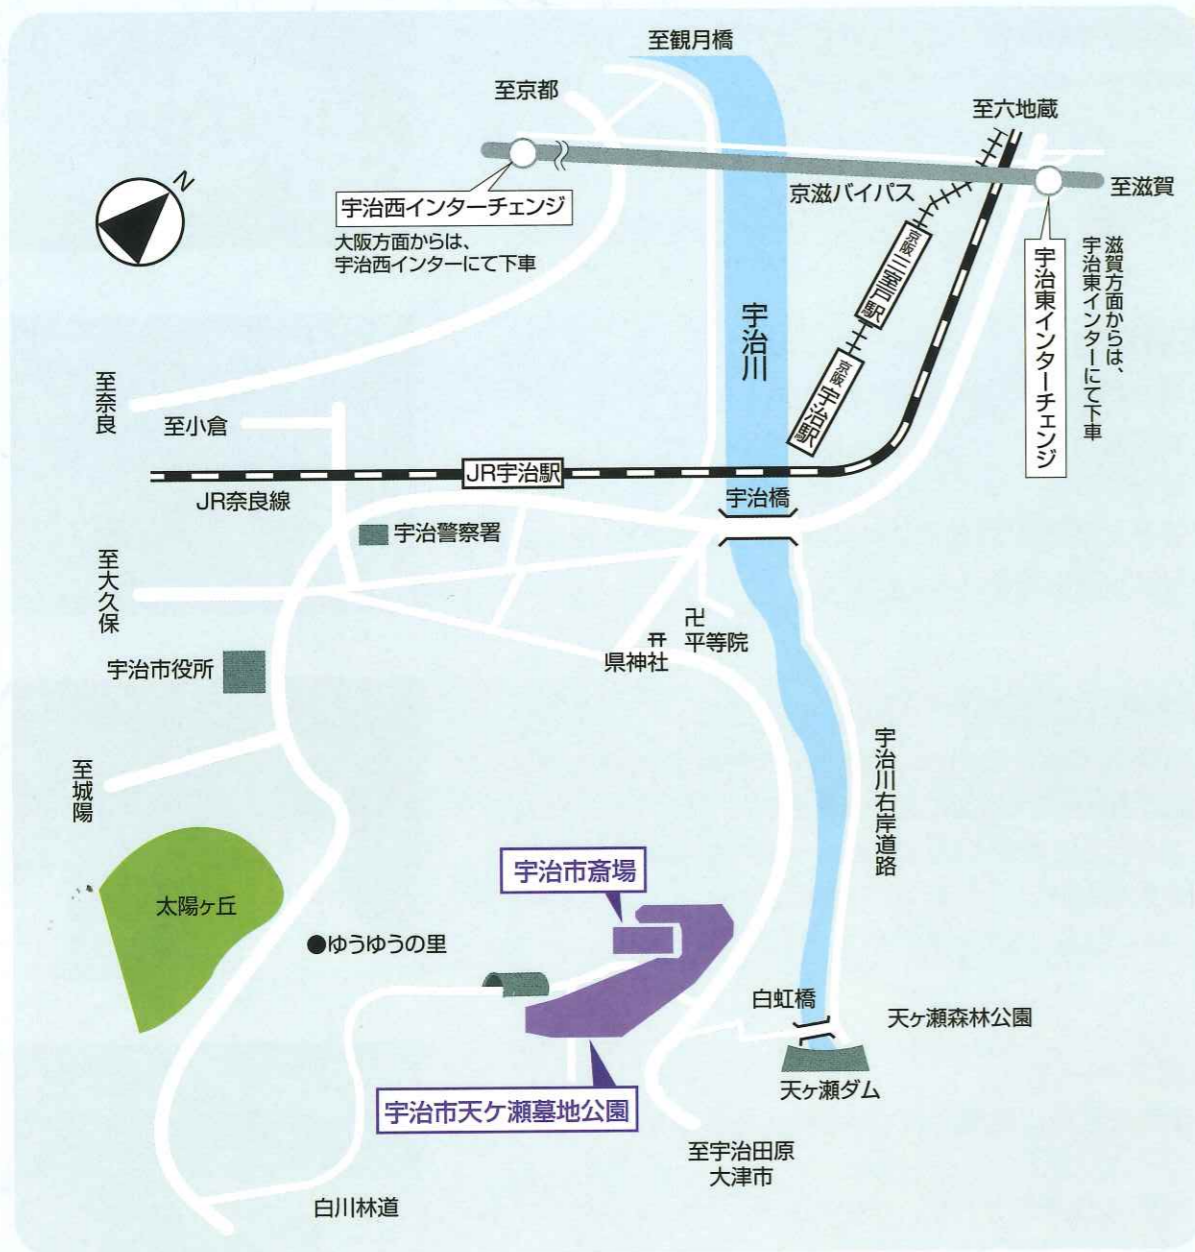 至観月橋
至京都
至六地蔵
N
宇治西インターチェンジ
大阪方面からは、
宇治西インターにて下車
京滋バイパス
至滋賀
京阪 三室戸駅
宇治東インターチェンジ
滋賀方面からは、
宇治東インターにて下車
宇治川
京阪 宇治駅
至奈良
至小倉
JR宇治駅
JR奈良線
宇治橋
宇治警察署
至大久保
卍
平等院
県神社
宇治市役所
至城陽
宇治川右岸道路
太陽ヶ丘
宇治市斎場
●ゆうゆうの里
白虹橋
天ヶ瀬森林公園
天ヶ瀬ダム
宇治市天ケ瀬墓地公園
至宇治田原
大津市
白川林道